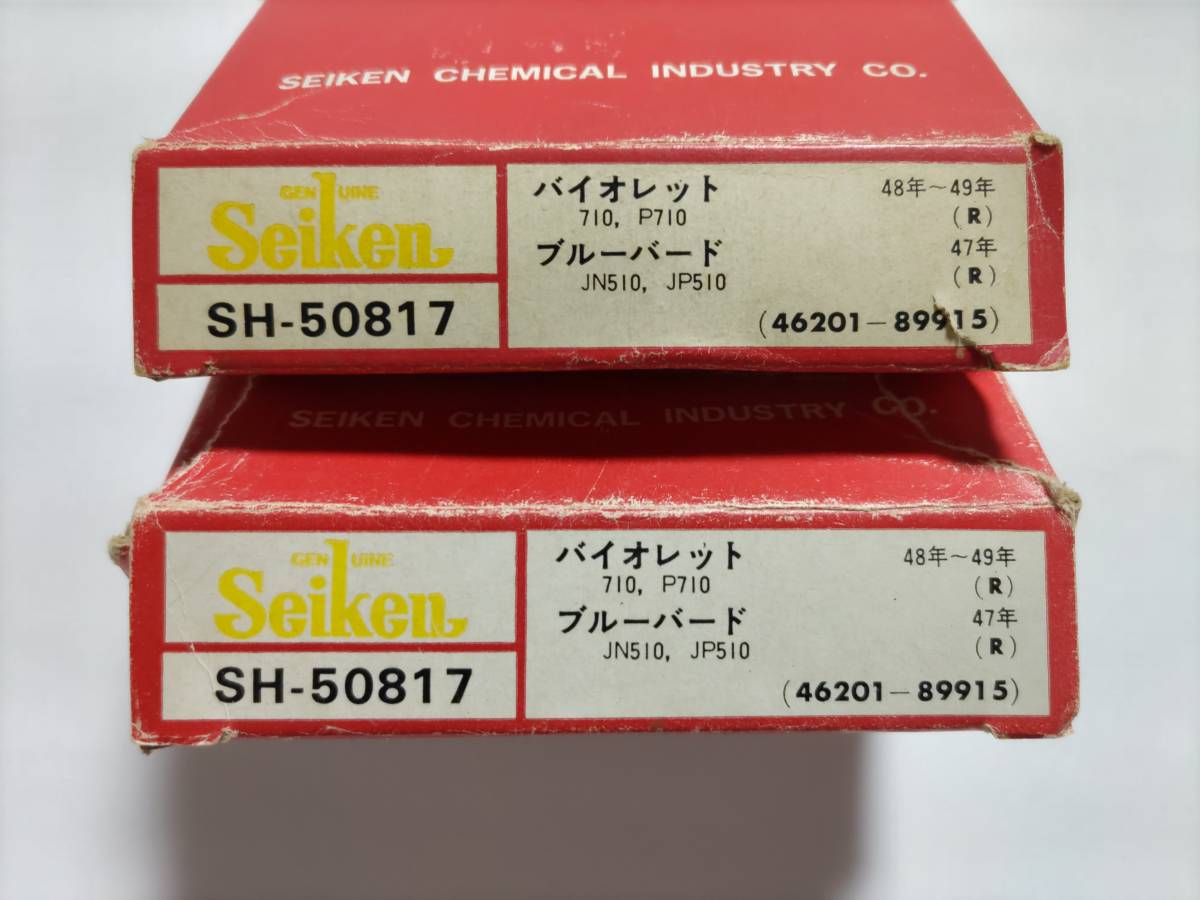 SEIKEN CHEMICAL INDUSTRY CO.
GENUINE
Seiken
SH-50817
バイオレット 48年～49年
710, P710 (R)
ブルーバード 47年
JN510, JP510 (R)
(46201-89915)
SEIKEN CHEMICAL INDUSTRY CO.
GENUINE
Seiken
SH-50817
バイオレット 48年～49年
710, P710 (R)
ブルーバード 47年
JN510, JP510 (R)
(46201-89915)